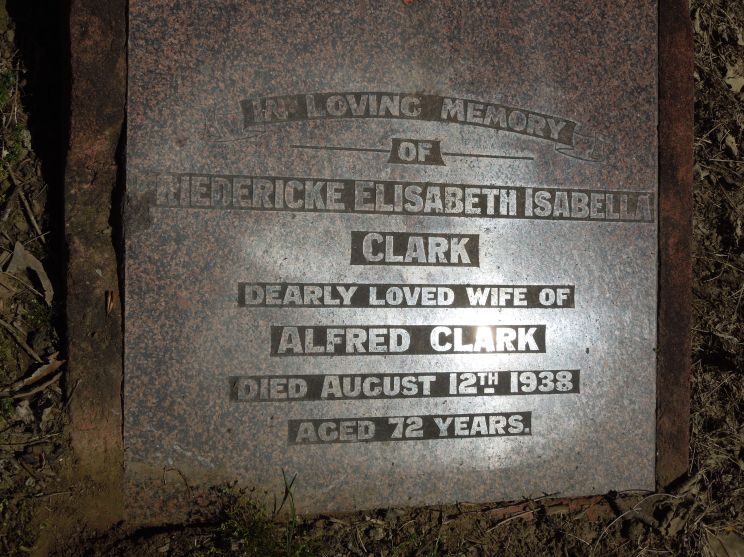 IN LOVING MEMORY
OF
FRIEDERICKE ELISABETH ISABELLA
CLARK
DEARLY LOVED WIFE OF
ALFRED CLARK
DIED AUGUST 12TH 1938
AGED 72 YEARS.